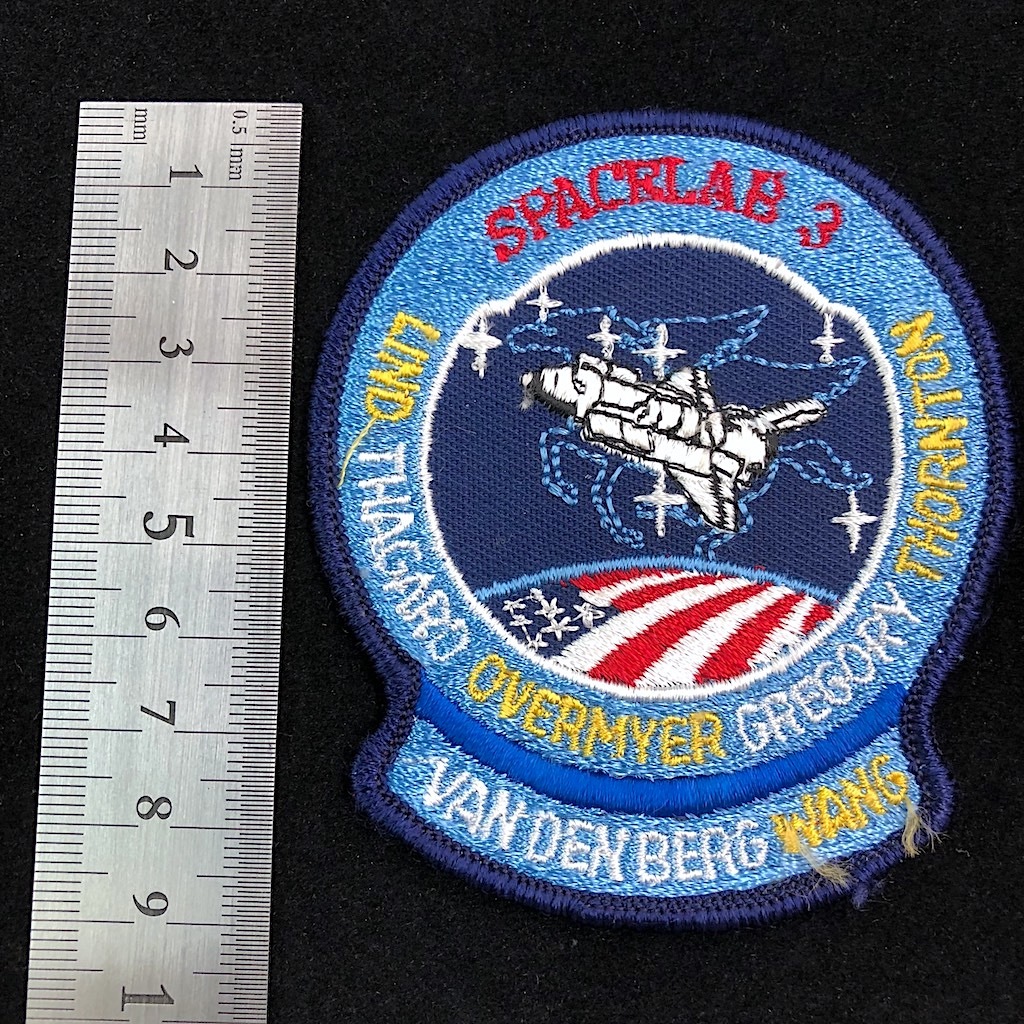 mm
0.5 mm
1
2
3
4
5
6
7
8
9
1
SPACELAB 3
LIND THAGARD OVERMYER GREGORY THORNTON
VAN DEN BERG WANG